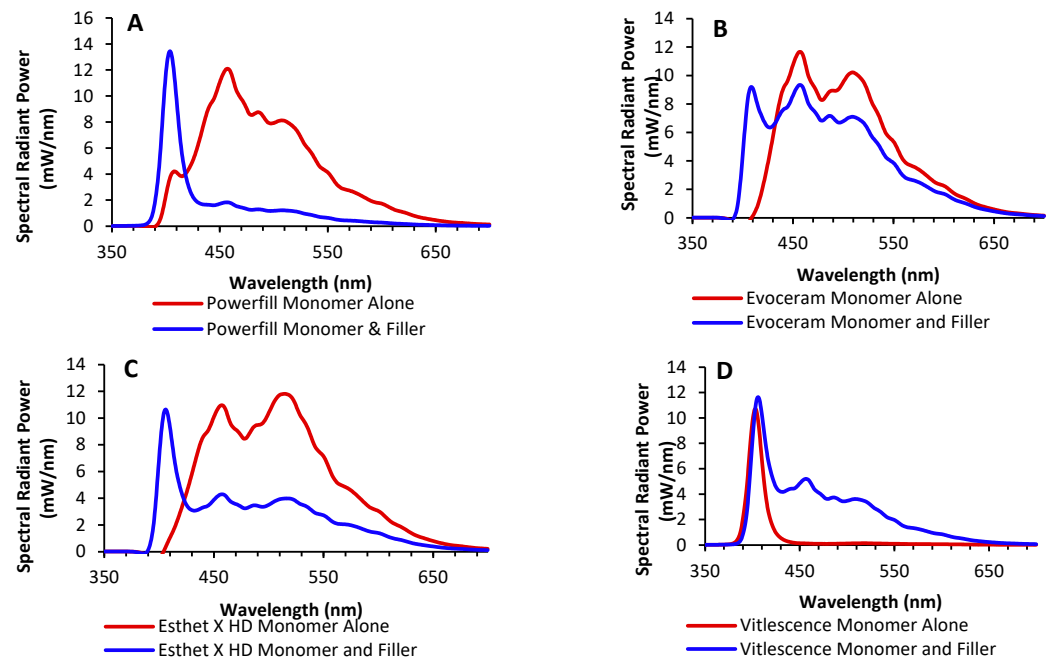 A
Spectral Radiant Power
(mW/nm)
16
14
12
10
8
6
4
2
0
350 450 550 650
Wavelength (nm)
Powerfill Monomer Alone
Powerfill Monomer & Filler
B
Spectral Radiant Power
(mW/nm)
14
12
10
8
6
4
2
0
350 450 550 650
Wavelength (nm)
Evoceram Monomer Alone
Evoceram Monomer and Filler
C
Spectral Radiant Power
(mW/nm)
14
12
10
8
6
4
2
0
350 450 550 650
Wavelength (nm)
Esthet X HD Monomer Alone
Esthet X HD Monomer and Filler
D
Spectral Radiant Power
(mW/nm)
14
12
10
8
6
4
2
0
350 450 550 650
Wavelength (nm)
Vitlescence Monomer Alone
Vitlescence Monomer and Filler